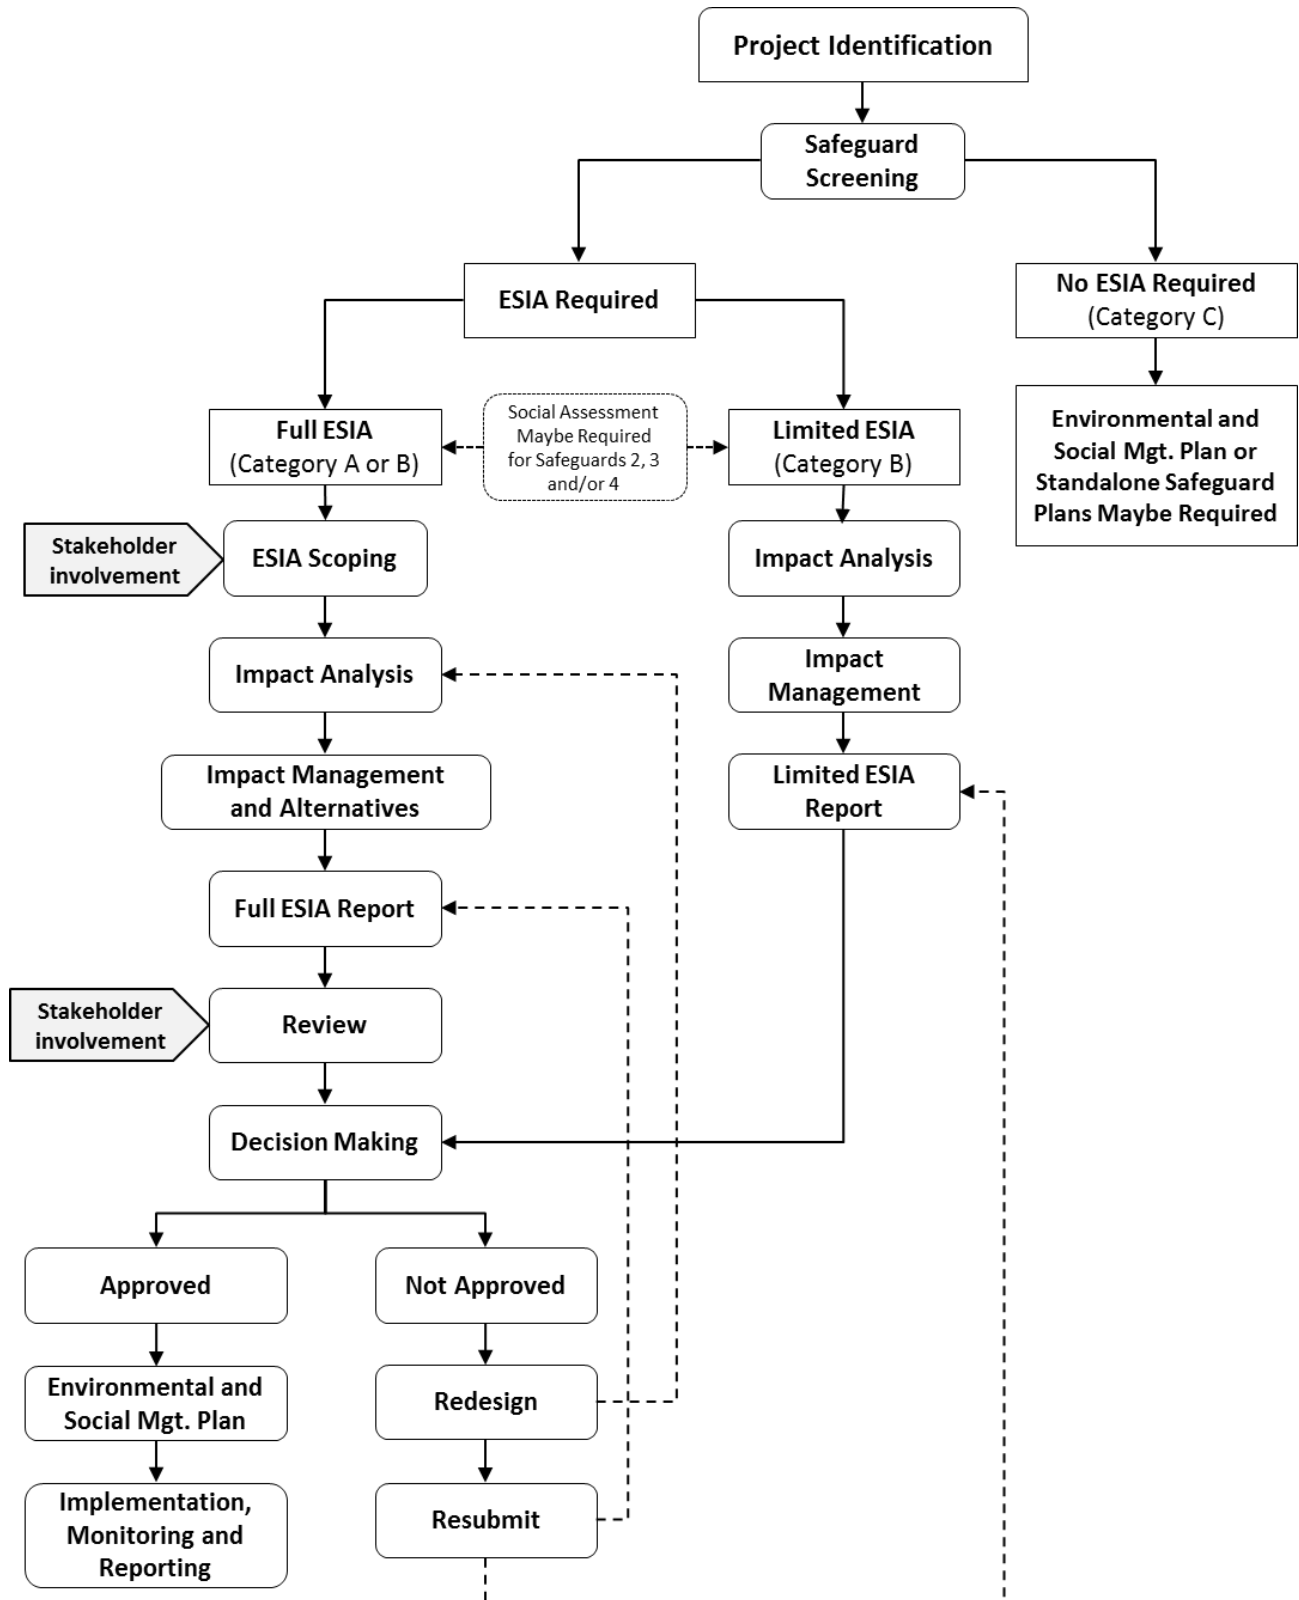 Project Identification
Safeguard
Screening
ESIA Required
No ESIA Required
(Category C)
Full ESIA
(Category A or B)
Social Assessment
Maybe Required
for Safeguards 2, 3
and/or 4
Limited ESIA
(Category B)
Environmental and
Social Mgt. Plan or
Standalone Safeguard
Plans Maybe Required
Stakeholder
involvement
ESIA Scoping
Impact Analysis
Impact Analysis
Impact
Management
Impact Management
and Alternatives
Limited ESIA
Report
Full ESIA Report
Stakeholder
involvement
Review
Decision Making
Approved
Not Approved
Environmental and
Social Mgt. Plan
Redesign
Implementation,
Monitoring and
Reporting
Resubmit